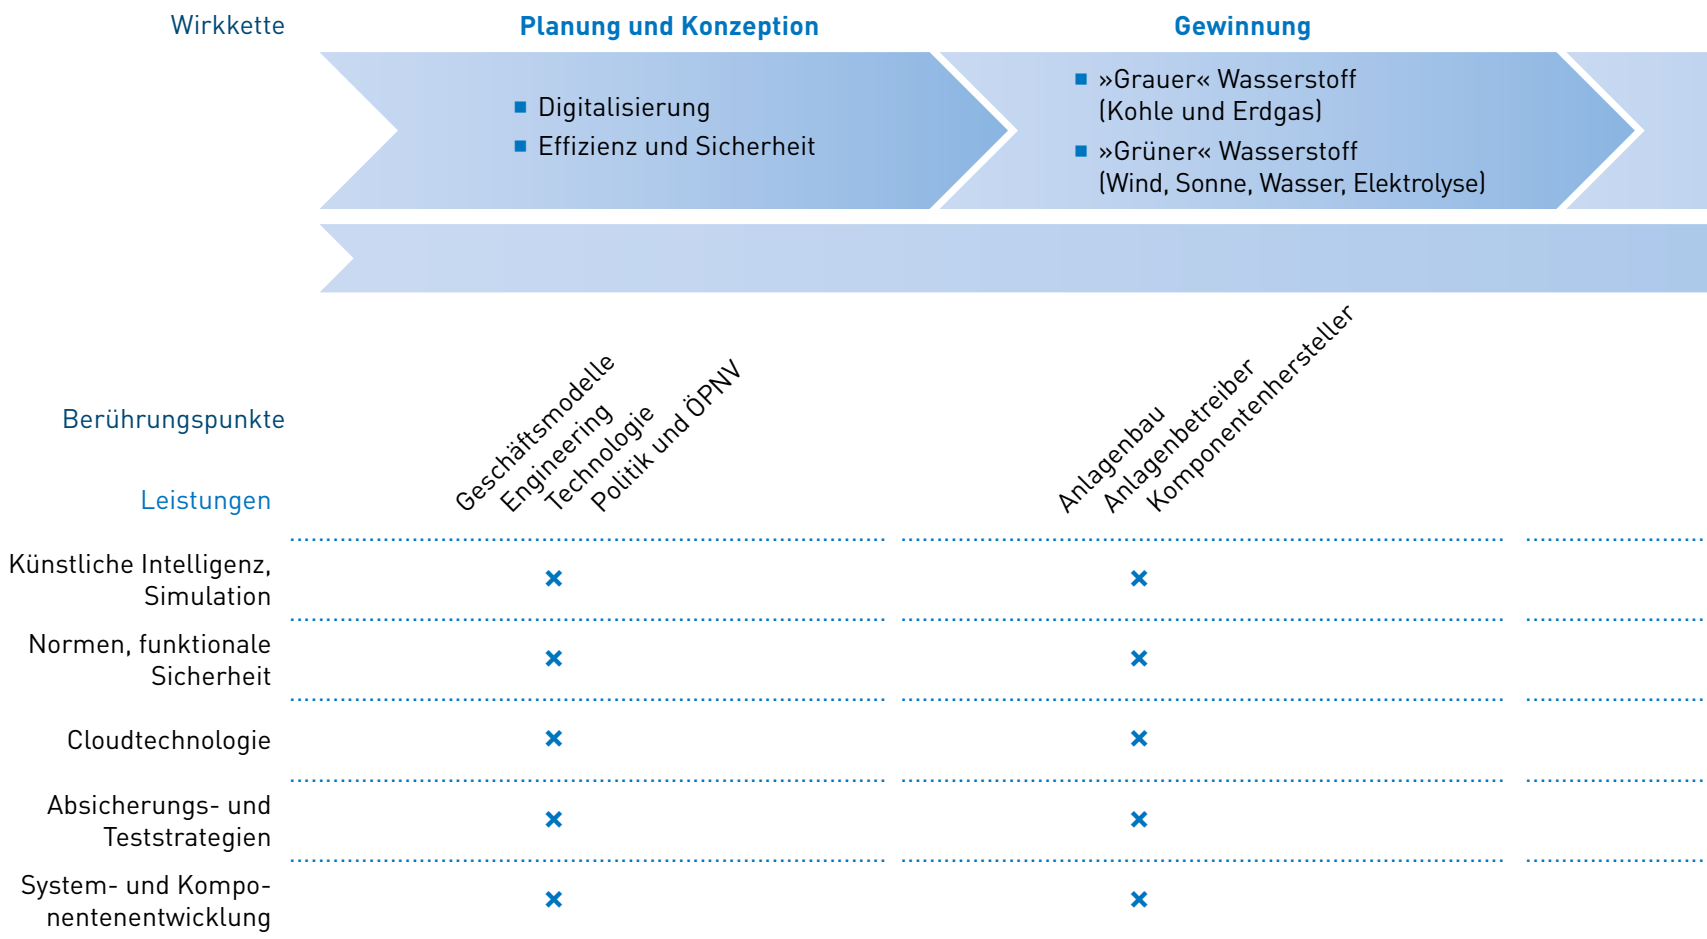 Wirkkette
Planung und Konzeption
Gewinnung
Digitalisierung
Effizienz und Sicherheit
»Grauer« Wasserstoff
(Kohle und Erdgas)
»Grüner« Wasserstoff
(Wind, Sonne, Wasser, Elektrolyse)
Berührungspunkte
Geschäftsmodelle
Engineering
Technologie
Politik und ÖPNV
Anlagenbau
Anlagenbetreiber
Komponentenhersteller
Leistungen
Künstliche Intelligenz,
Simulation
Normen, funktionale
Sicherheit
Cloudtechnologie
Absicherungs- und
Teststrategien
System- und Kompo-
nentenentwicklung